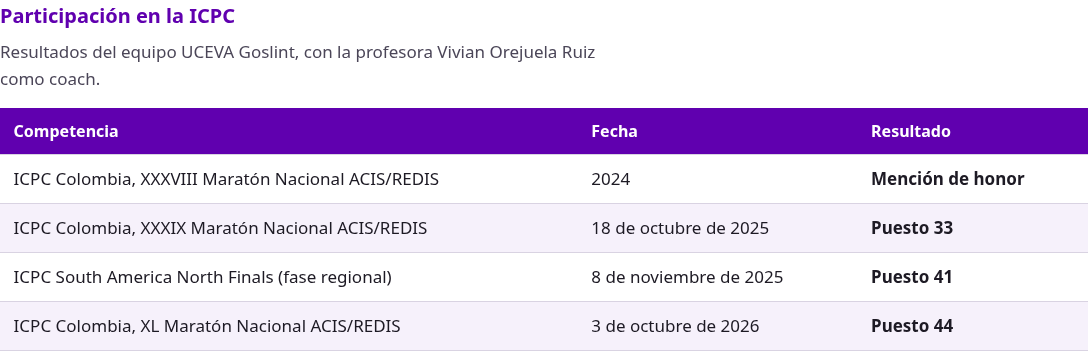 Participación en la ICPC
Resultados del equipo UCEVA Goslint, con la profesora Vivian Orejuela Ruiz
como coach.
Competencia Fecha Resultado
ICPC Colombia, XXXVIII Maratón Nacional ACIS/REDIS 2024 Mención de honor
ICPC Colombia, XXXIX Maratón Nacional ACIS/REDIS 18 de octubre de 2025 Puesto 33
ICPC South America North Finals (fase regional) 8 de noviembre de 2025 Puesto 41
ICPC Colombia, XL Maratón Nacional ACIS/REDIS 3 de octubre de 2026 Puesto 44